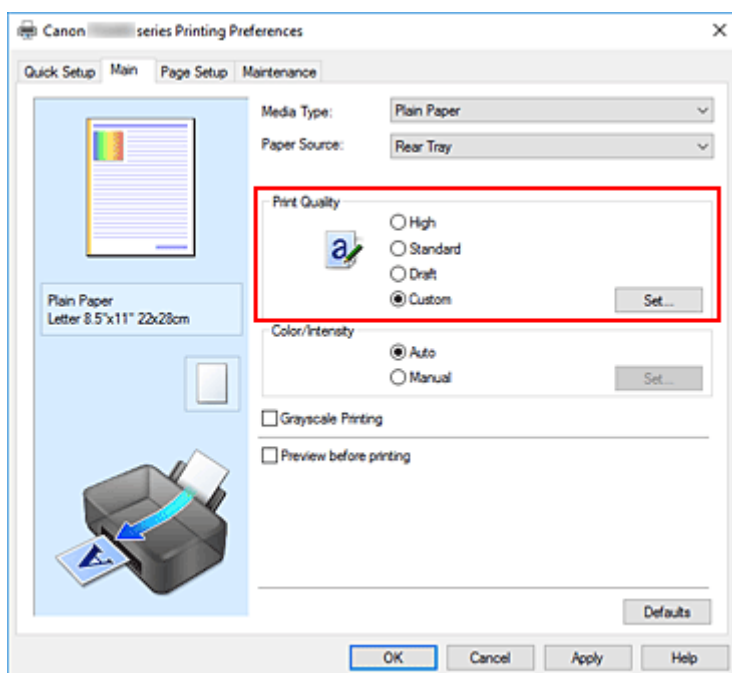 Canon series Printing Preferences
Quick Setup Main Page Setup Maintenance
Media Type: Plain Paper
Paper Source: Rear Tray
Print Quality
a
High
Standard
Draft
Custom Set...
Plain Paper
Letter 8.5"x11" 22x28cm
Color/Intensity
Auto
Manual Set...
Grayscale Printing
Preview before printing
A
Defaults
OK Cancel Apply Help